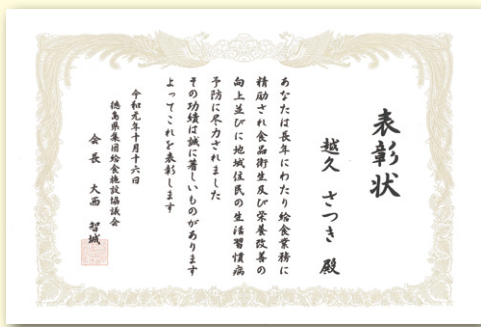 表彰状
越久 さつき 殿
あなたは長年にわたり給食業務に
精励され食品衛生及び栄養改善の
向上並びに地域住民の生活習慣病
予防に尽力されました
その功績は誠に著しいものがあります
よってこれを表彰します
令和元年十月十六日
徳島県集団給食施設協議会
会長 大西 智城